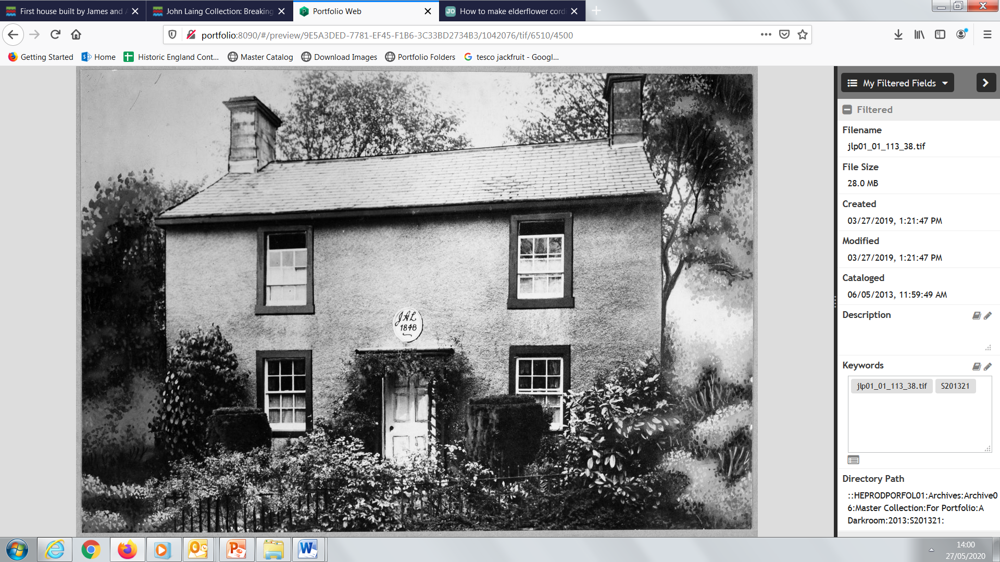 First house built by James and A
John Laing Collection: Breaking
Portfolio Web
How to make elderflower cord
portfolio:8090/#/preview/9E5A3DED-7781-EF45-F1B6-3C33BD2734B3/1042076/tif/6510/4500
Getting Started
Home
Historic England Cont...
Master Catalog
Download Images
Portfolio Folders
tesco jackfruit - Googl...
JAL
1848
My Filtered Fields
Filtered
Filename
jlp01_01_113_38.tif
File Size
28.0 MB
Created
03/27/2019, 1:21:47 PM
Modified
03/27/2019, 1:21:47 PM
Cataloged
06/05/2013, 11:59:49 AM
Description
Keywords
jlp01_01_113_38.tif S201321
Directory Path
::HEPRODPORFOL01:Archives:Archive0
6:Master Collection:For Portfolio:A
Darkroom:2013:S201321:
14:00
27/05/2020